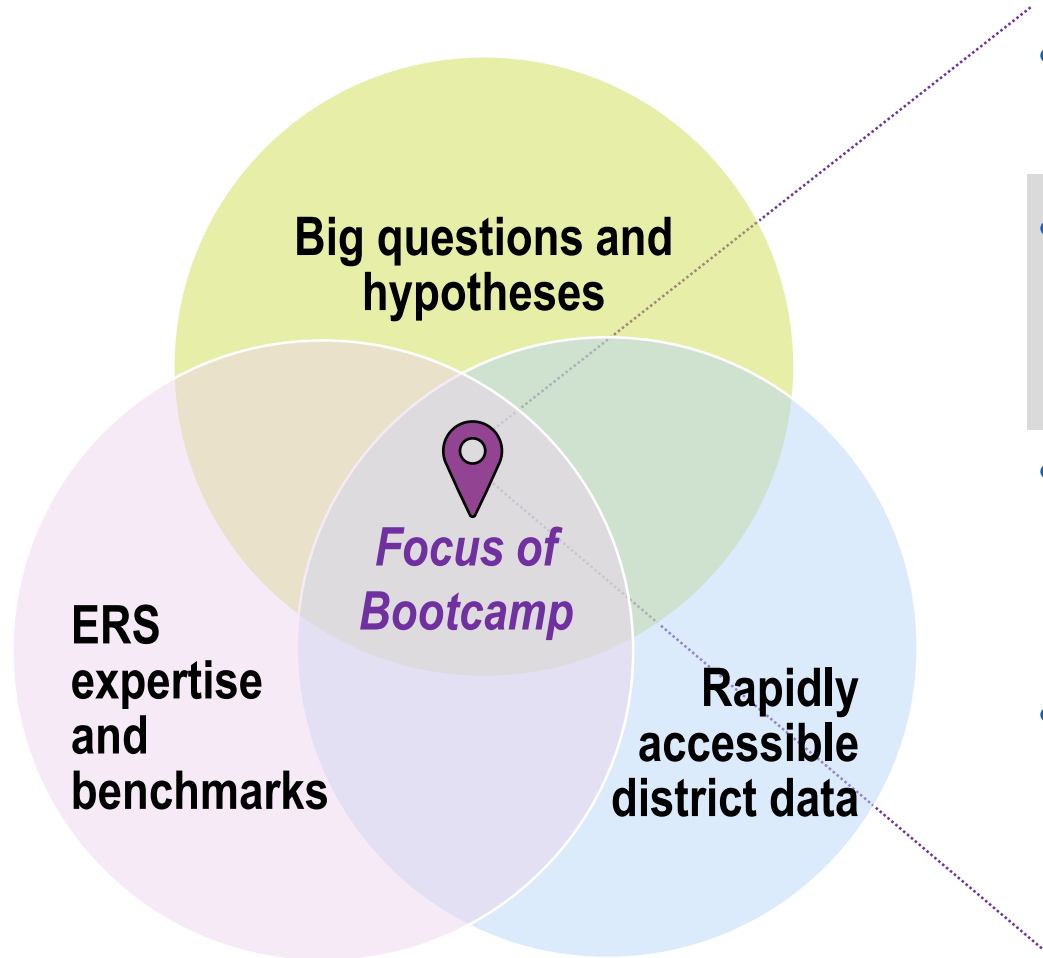 Big questions and
hypotheses
Focus of
Bootcamp
ERS
expertise
and
benchmarks
Rapidly
accessible
district data